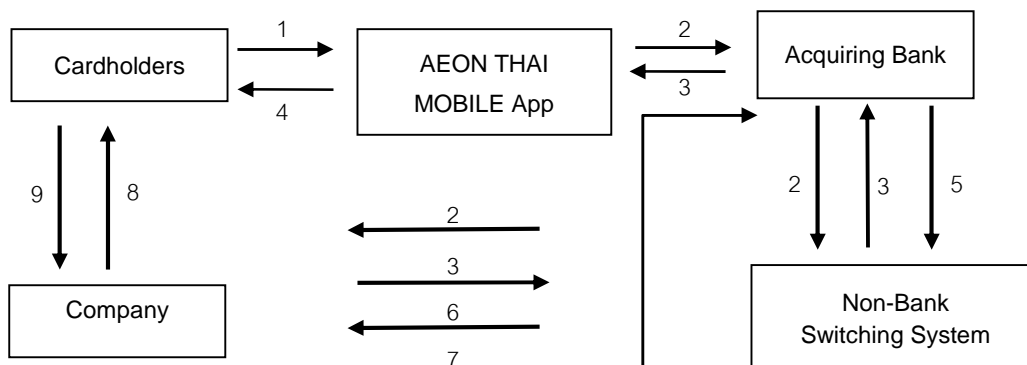 1
2
Cardholders
AEON THAI
MOBILE App
Acquiring Bank
4
3
9
8
2
3
5
2
3
6
7
Company
Non-Bank
Switching System